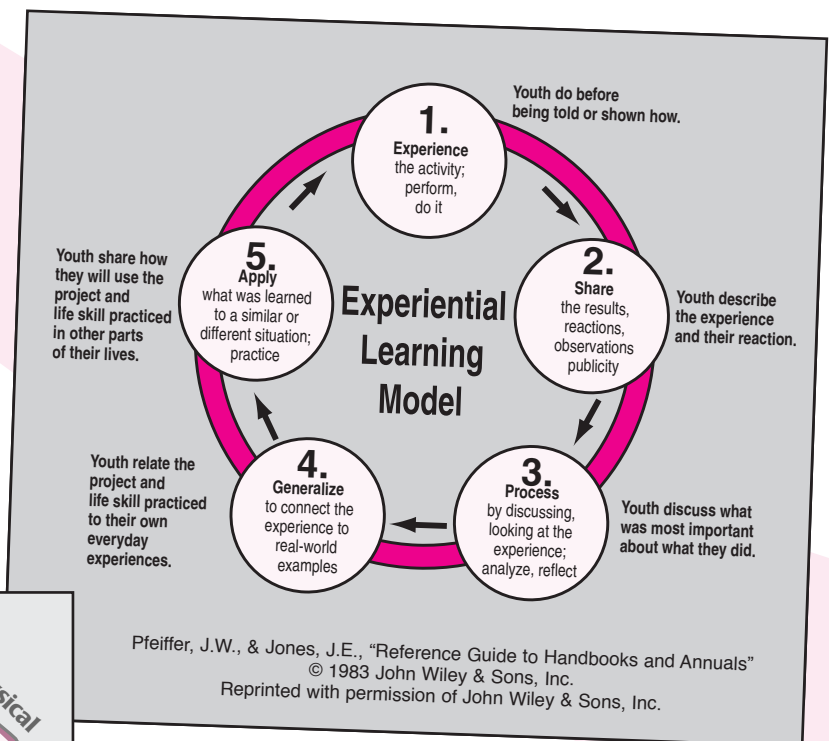 Youth do before
being told or shown how.
1.
Experience
the activity;
perform,
do it
2.
Share
the results,
reactions,
observations
publicity
Youth describe
the experience
and their reaction.
3.
Process
by discussing,
looking at the
experience;
analyze, reflect
Youth discuss what
was most important
about what they did.
4.
Generalize
to connect the
experience to
real-world
examples
Youth relate the
project and
life skill practiced
to their own
everyday
experiences.
5.
Apply
what was learned
to a similar or
different situation;
practice
Youth share how
they will use the
project and
life skill practiced
in other parts
of their lives.
Experiential
Learning
Model
Pfeiffer, J.W., & Jones, J.E., “Reference Guide to Handbooks and Annuals”
© 1983 John Wiley & Sons, Inc.
Reprinted with permission of John Wiley & Sons, Inc.